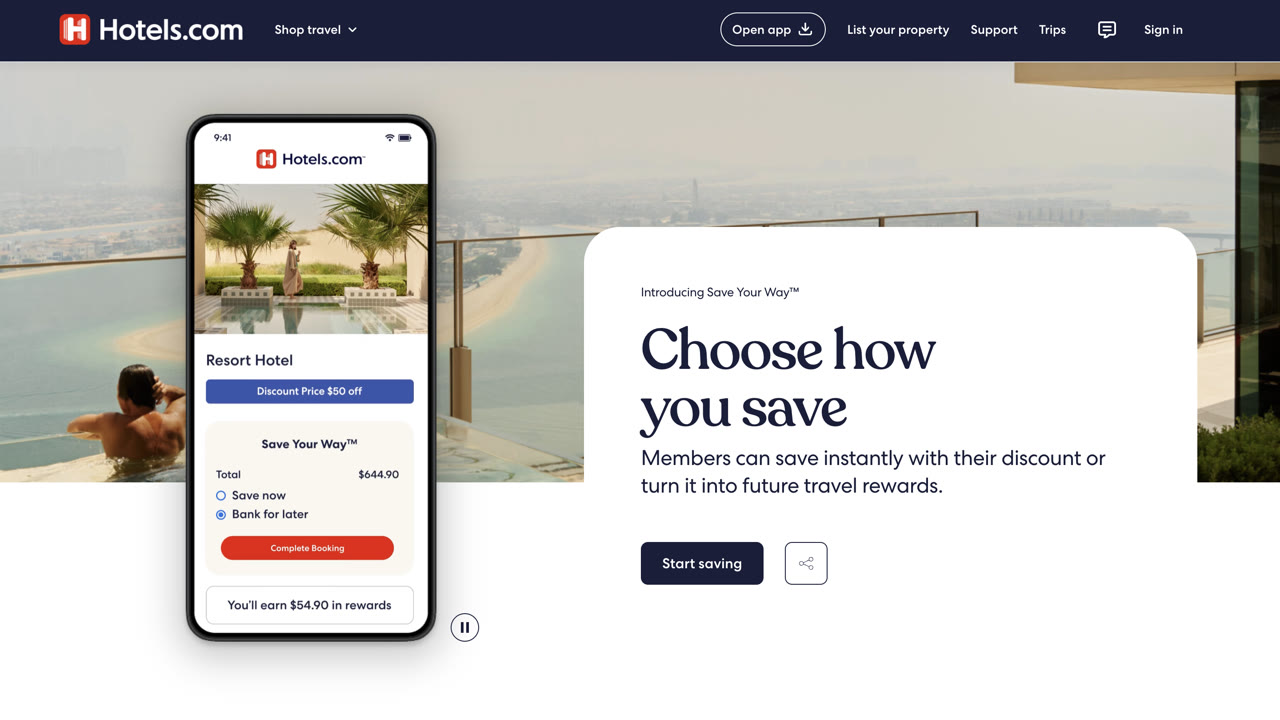 Hotels.com
Shop travel
Open app
List your property
Support
Trips
Sign in
9:41
Hotels.com
Resort Hotel
Discount Price $50 off
Save Your Way™
Total $644.90
Save now
Bank for later
Complete Booking
You'll earn $54.90 in rewards
Introducing Save Your Way™
Choose how
you save
Members can save instantly with their discount or
turn it into future travel rewards.
Start saving